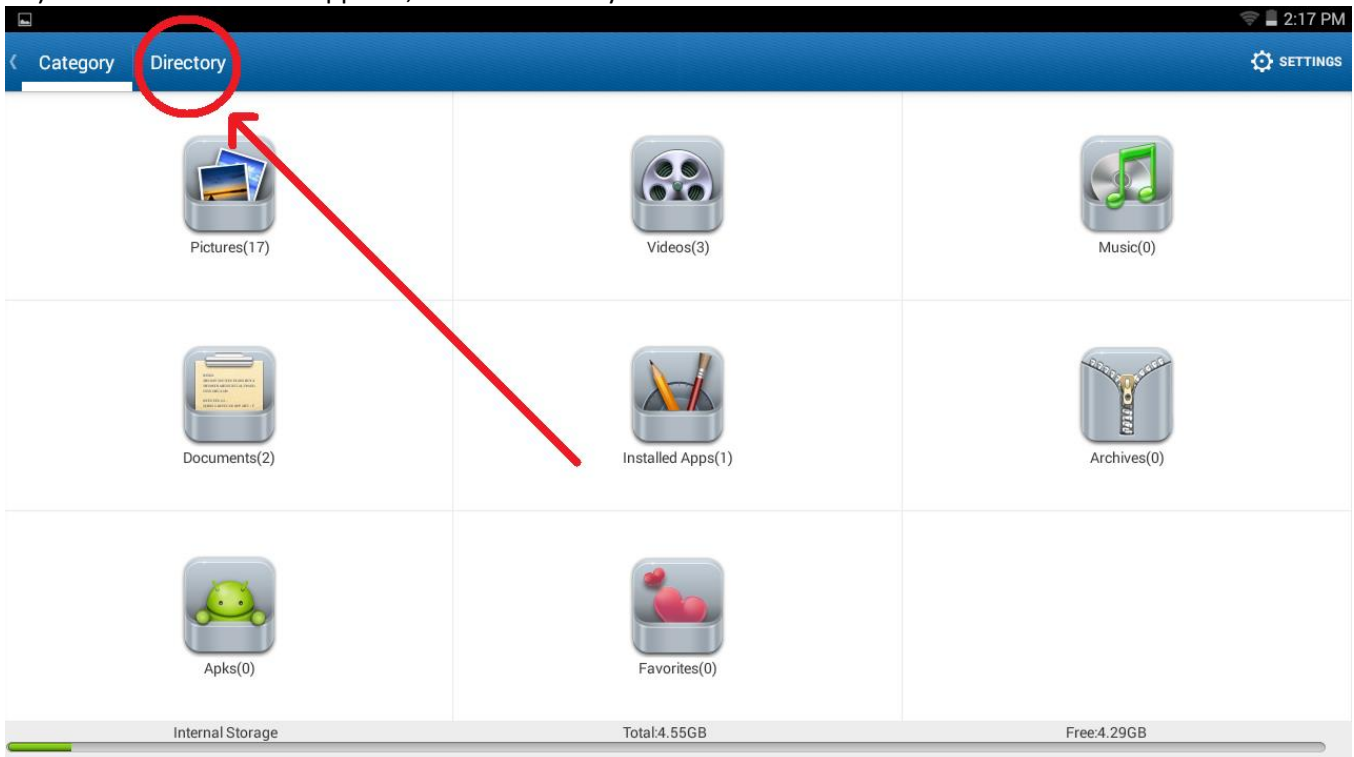 2:17 PM
Category Directory SETTINGS
Pictures(17) Videos(3) Music(0)
Documents(2) Installed Apps(1) Archives(0)
Apks(0) Favorites(0)
Internal Storage Total:4.55GB Free:4.29GB